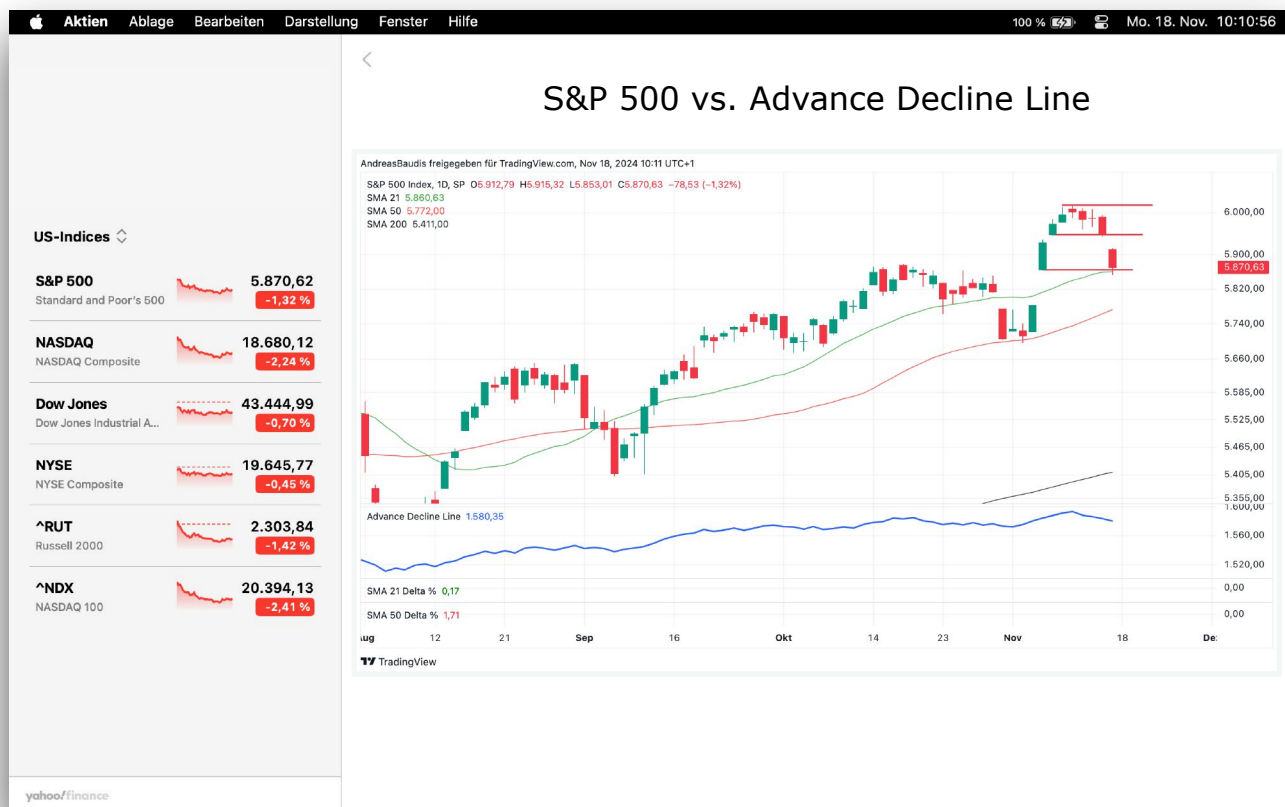 Aktien Ablage Bearbeiten Darstellung Fenster Hilfe 100 % Mo. 18. Nov. 10:10:56
S&P 500 vs. Advance Decline Line
US-Indices
S&P 500 5.870,62
Standard and Poor's 500 -1,32 %
NASDAQ 18.680,12
NASDAQ Composite -2,24 %
Dow Jones 43.444,99
Dow Jones Industrial A... -0,70 %
NYSE 19.645,77
NYSE Composite -0,45 %
^RUT 2.303,84
Russell 2000 -1,42 %
^NDX 20.394,13
NASDAQ 100 -2,41 %
yahoo!finance
AndreasBaudis freigegeben für TradingView.com, Nov 18, 2024 10:11 UTC+1
S&P 500 Index, 1D, SP O5.912,79 H5.915,32 L5.853,01 C5.870,63 −78,53 (−1,32%)
SMA 21 5.860,63
SMA 50 5.772,00
SMA 200 5.411,00
6.000,00
5.900,00
5.870,63
5.820,00
5.740,00
5.660,00
5.585,00
5.525,00
5.465,00
5.405,00
5.355,00
1.600,00
Advance Decline Line 1.580,35
1.560,00
1.520,00
SMA 21 Delta % 0,17 0,00
SMA 50 Delta % 1,71 0,00
Aug 12 21 Sep 16 Okt 14 23 Nov 18 De:
TradingView